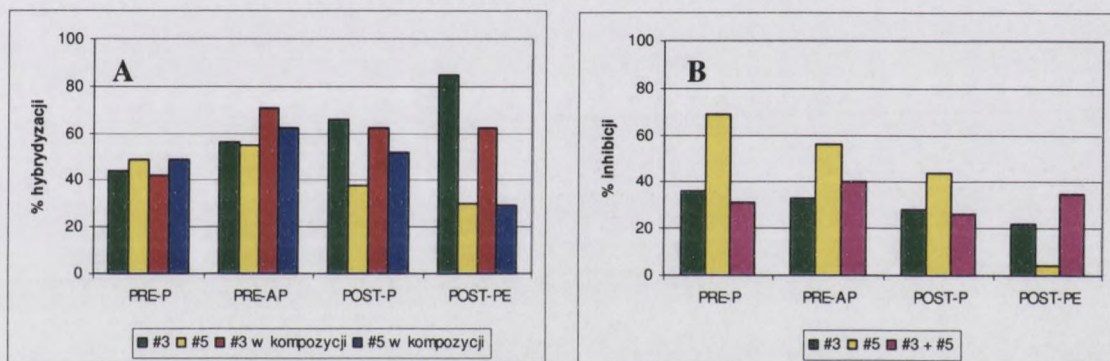 A
% hybrydyzacji
100
80
60
40
20
0
PRE-P PRE-AP POST-P POST-PE
#3 #5 #3 w kompozycji #5 w kompozycji
B
% inhibicji
100
80
60
40
20
0
PRE-P PRE-AP POST-P POST-PE
#3 #5 #3 + #5